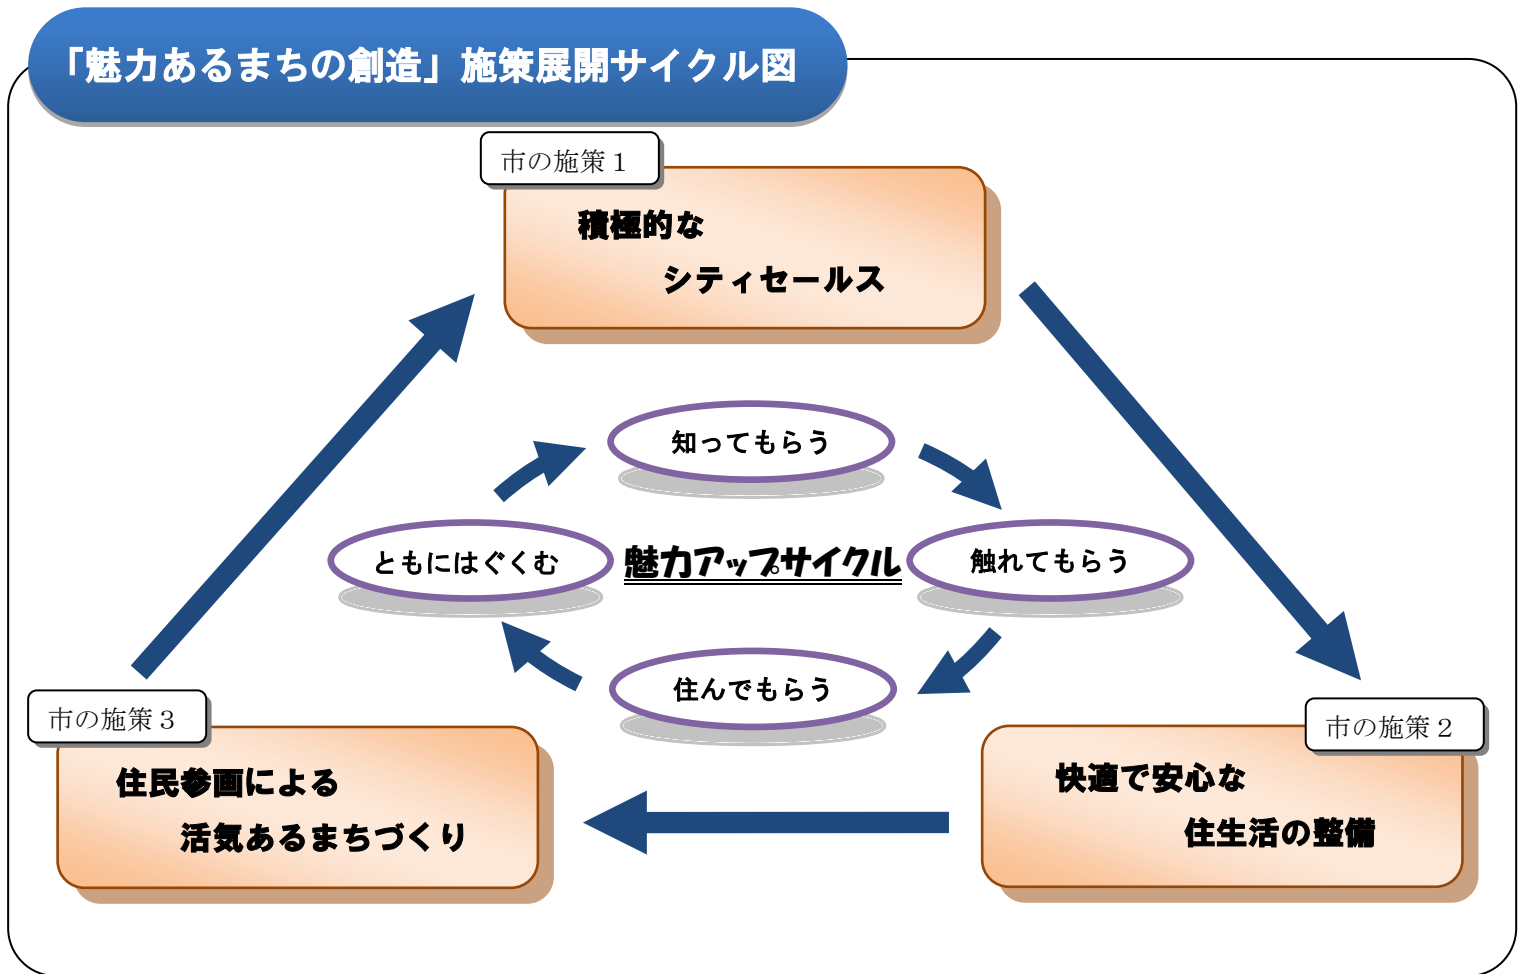 「魅力あるまちの創造」施策展開サイクル図
市の施策１
積極的な
シティセールス
知ってもらう
ともにはぐくむ
魅力アップサイクル
触れてもらう
住んでもらう
市の施策３
住民参画による
活気あるまちづくり
市の施策２
快適で安心な
住生活の整備